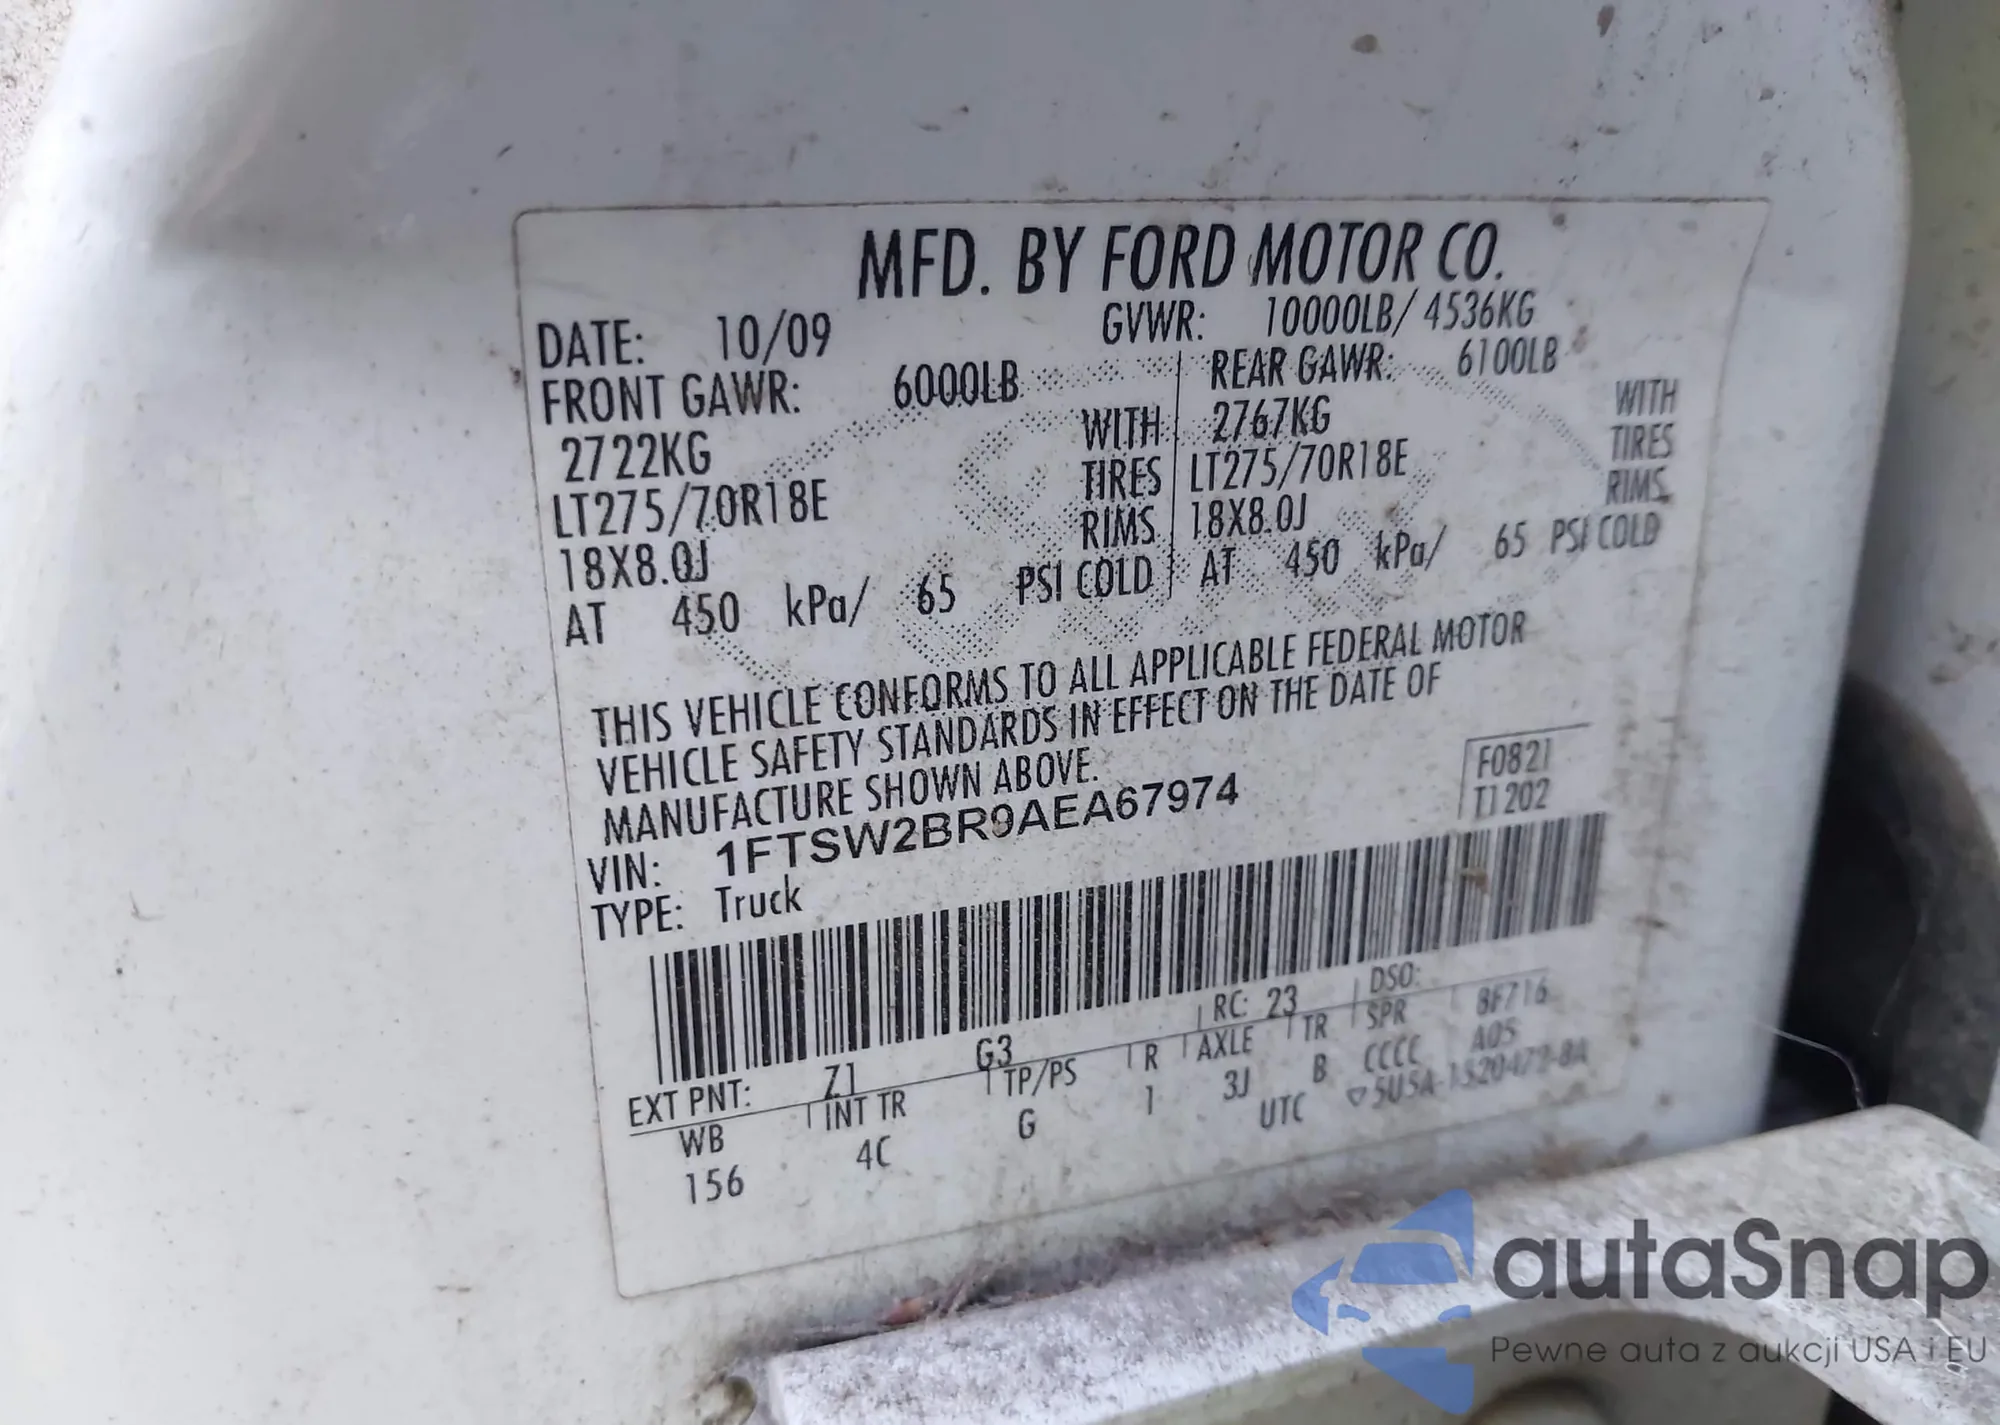 MFD. BY FORD MOTOR CO.
DATE: 10/09 GVWR: 10000LB/ 4536KG
FRONT GAWR: 6000LB REAR GAWR: 6100LB
2722KG WITH 2767KG WITH
LT275/70R18E TIRES LT275/70R18E TIRES
18X8.0J RIMS 18X8.0J RIMS
AT 450 kPa/ 65 PSI COLD AT 450 kPa/ 65 PSI COLD
THIS VEHICLE CONFORMS TO ALL APPLICABLE FEDERAL MOTOR
VEHICLE SAFETY STANDARDS IN EFFECT ON THE DATE OF
MANUFACTURE SHOWN ABOVE.
VIN: 1FTSW2BR9AEA67974 F0821
TYPE: Truck T1202
EXT PNT: Z1 G3 RC: 23 DSO:
WB INT TR TP/PS R AXLE TR SPR 8F716
156 4C G 1 3J B CCCC A05
UTC ▽5U5A-1520472-BA
autaSnap
Pewne auta z aukcji USA i EU